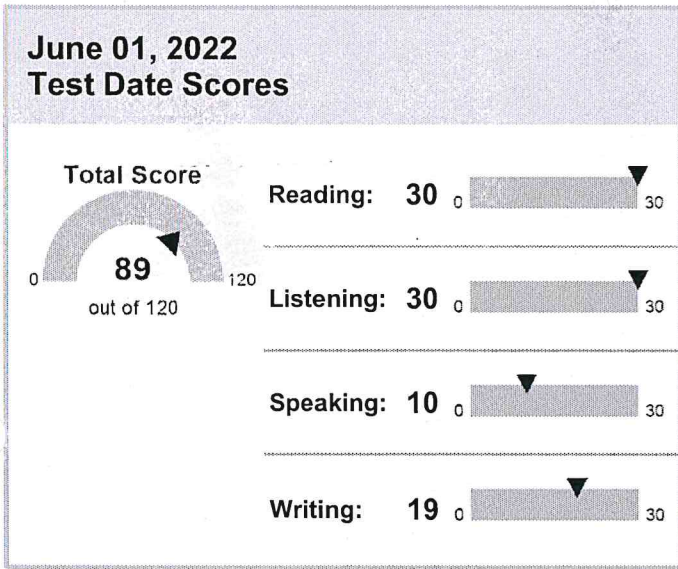 June 01, 2022
Test Date Scores
Total Score
0
89
120
out of 120
Reading: 30 0 30
Listening: 30 0 30
Speaking: 10 0 30
Writing: 19 0 30